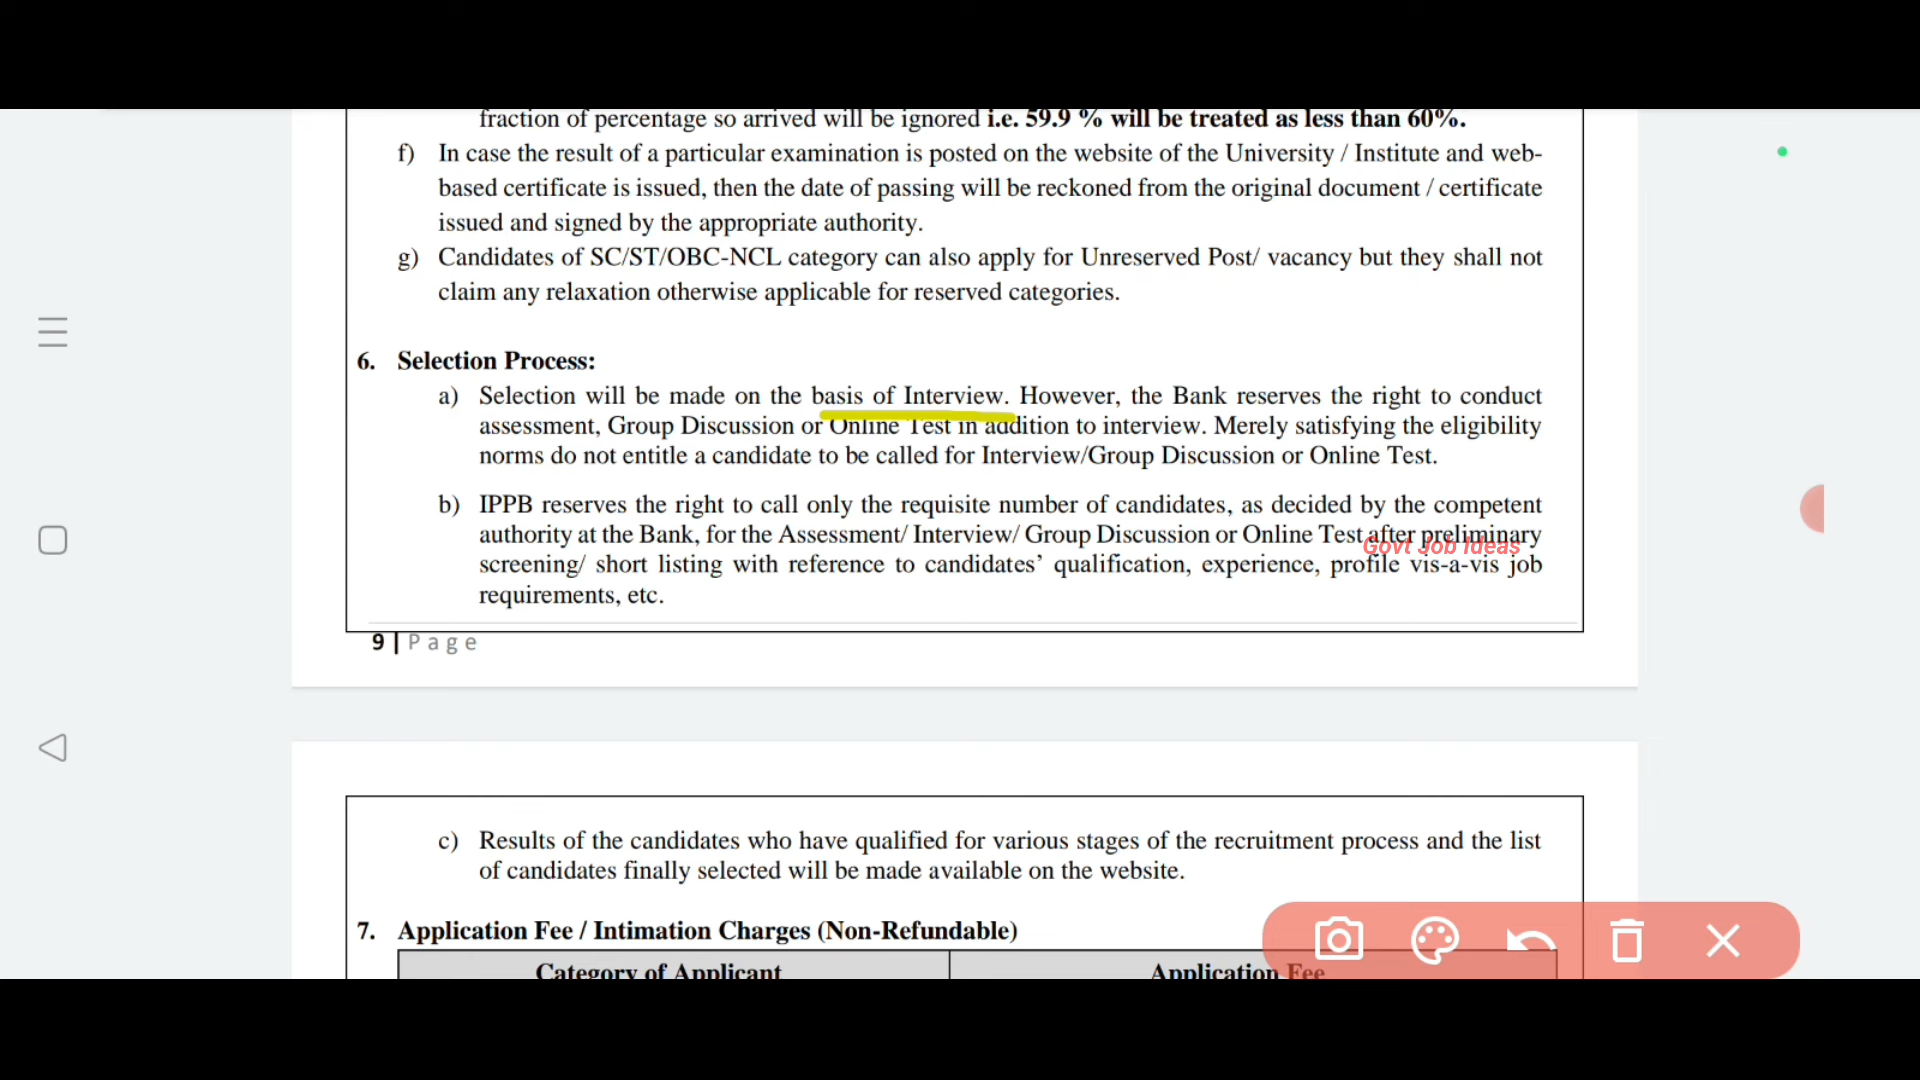 fraction of percentage so arrived will be ignored i.e. 59.9 % will be treated as less than 60%.
f) In case the result of a particular examination is posted on the website of the University / Institute and web-
based certificate is issued, then the date of passing will be reckoned from the original document / certificate
issued and signed by the appropriate authority.
g) Candidates of SC/ST/OBC-NCL category can also apply for Unreserved Post/ vacancy but they shall not
claim any relaxation otherwise applicable for reserved categories.
6. Selection Process:
a) Selection will be made on the basis of Interview. However, the Bank reserves the right to conduct
assessment, Group Discussion or Online Test in addition to interview. Merely satisfying the eligibility
norms do not entitle a candidate to be called for Interview/Group Discussion or Online Test.
b) IPPB reserves the right to call only the requisite number of candidates, as decided by the competent
authority at the Bank, for the Assessment/ Interview/ Group Discussion or Online Test after preliminary
Govt Job Ideas
screening/ short listing with reference to candidates’ qualification, experience, profile vis-a-vis job
requirements, etc.
9 | Page
c) Results of the candidates who have qualified for various stages of the recruitment process and the list
of candidates finally selected will be made available on the website.
7. Application Fee / Intimation Charges (Non-Refundable)
Category of Applicant Application Fee